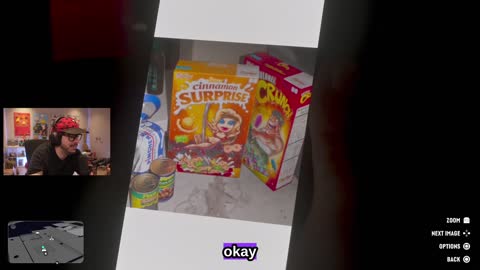 cinnamon
SURPRISE
CRUNCH
ZOOM
NEXT IMAGE
OPTIONS
BACK
okay